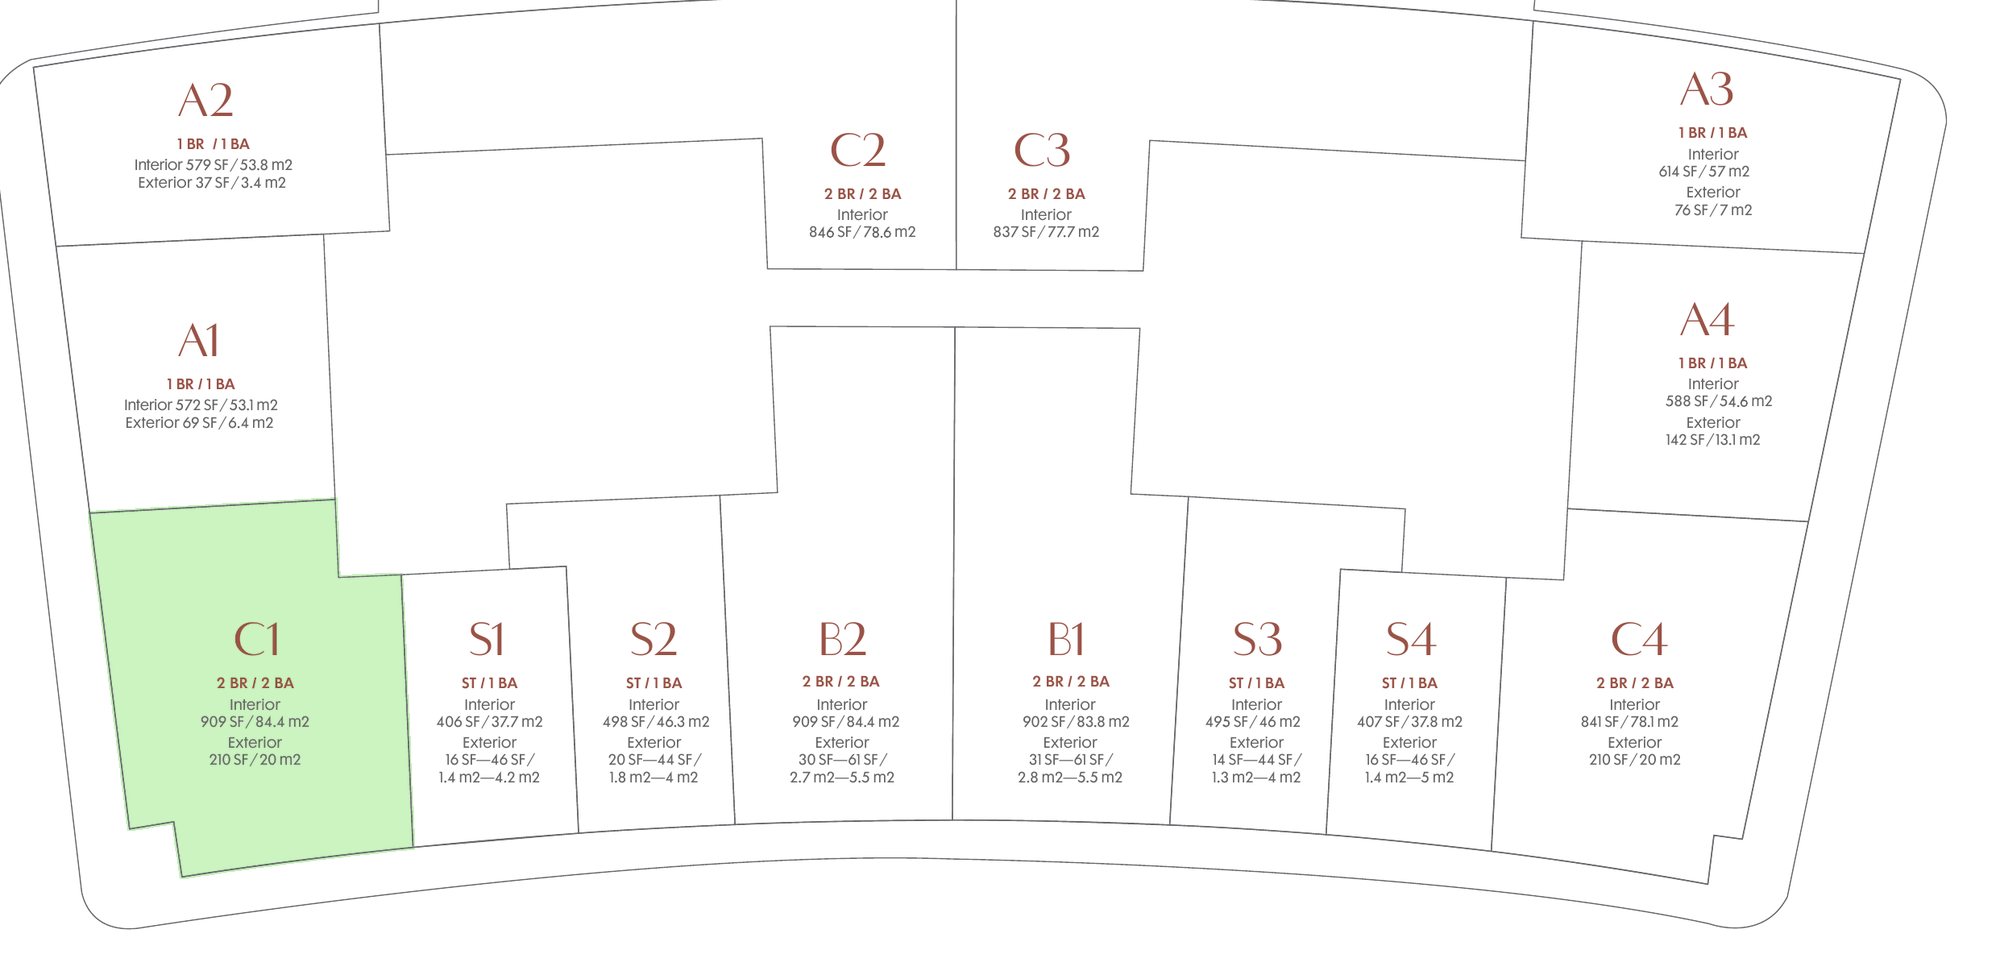 A2
1 BR / 1 BA
Interior 579 SF/53.8 m2
Exterior 37 SF/3.4 m2
C2
2 BR / 2 BA
Interior
846 SF/78.6 m2
C3
2 BR / 2 BA
Interior
837 SF/77.7 m2
A3
1 BR / 1 BA
Interior
614 SF/57 m2
Exterior
76 SF/7 m2
A1
1 BR / 1 BA
Interior 572 SF/53.1 m2
Exterior 69 SF/6.4 m2
A4
1 BR / 1 BA
Interior
588 SF/54.6 m2
Exterior
142 SF/13.1 m2
C1
2 BR / 2 BA
Interior
909 SF/84.4 m2
Exterior
210 SF/20 m2
S1
ST / 1 BA
Interior
406 SF/37.7 m2
Exterior
16 SF—46 SF/
1.4 m2—4.2 m2
S2
ST / 1 BA
Interior
498 SF/46.3 m2
Exterior
20 SF—44 SF/
1.8 m2—4 m2
B2
2 BR / 2 BA
Interior
909 SF/84.4 m2
Exterior
30 SF—61 SF/
2.7 m2—5.5 m2
B1
2 BR / 2 BA
Interior
902 SF/83.8 m2
Exterior
31 SF—61 SF/
2.8 m2—5.5 m2
S3
ST / 1 BA
Interior
495 SF/46 m2
Exterior
14 SF—44 SF/
1.3 m2—4 m2
S4
ST / 1 BA
Interior
407 SF/37.8 m2
Exterior
16 SF—46 SF/
1.4 m2—5 m2
C4
2 BR / 2 BA
Interior
841 SF/78.1 m2
Exterior
210 SF/20 m2